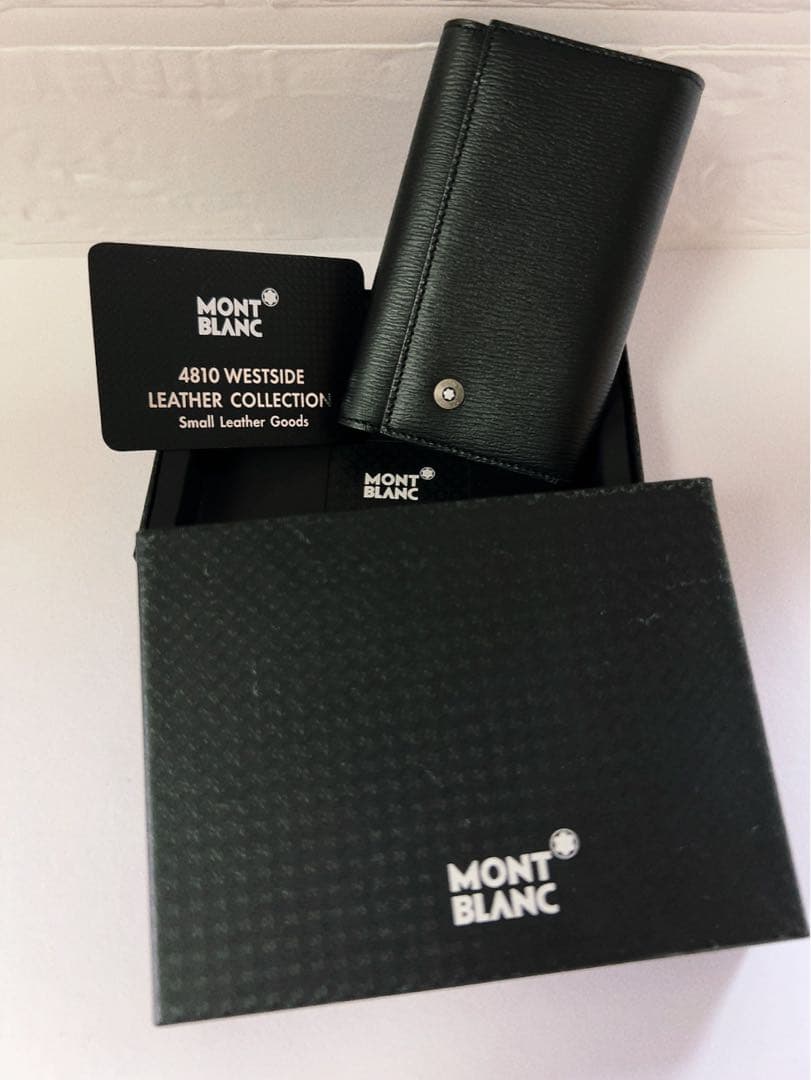 MONT
BLANC
4810 WESTSIDE
LEATHER COLLECTION
Small Leather Goods
MONT
BLANC
MONT
BLANC